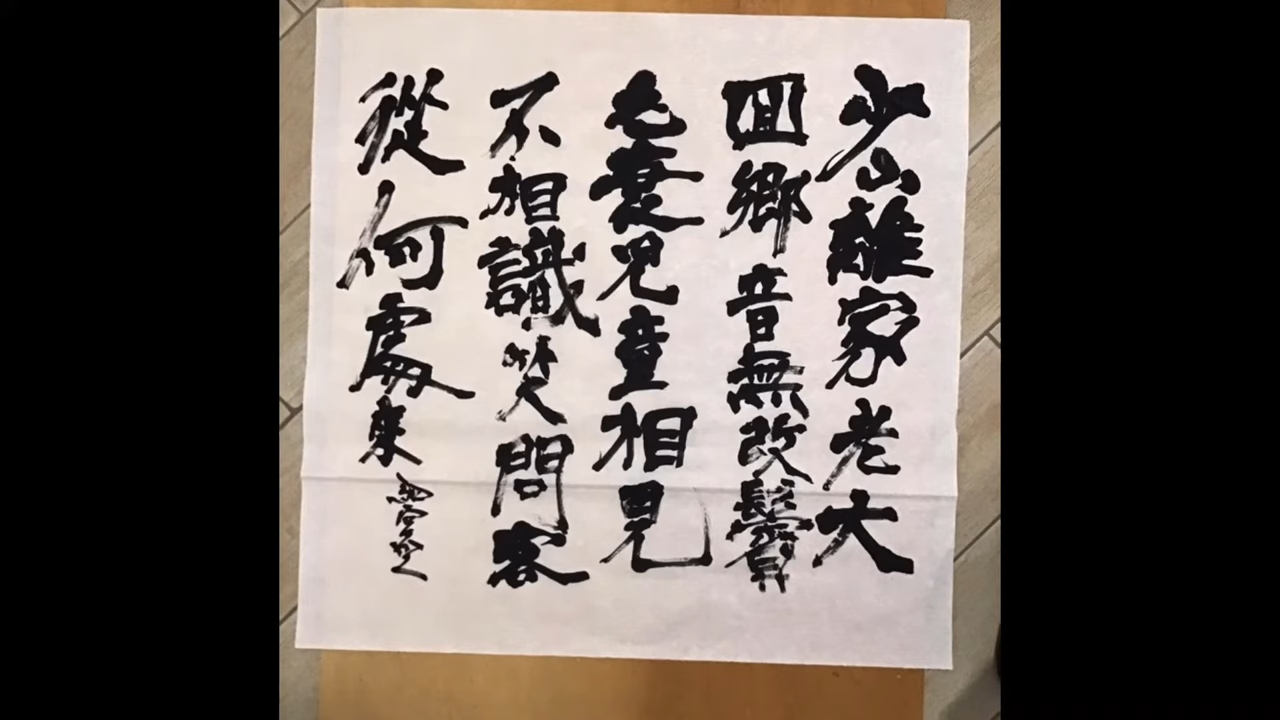 少小離家老大
回鄉音無改鬢
毛衰兒童相見
不相識笑問客
從何處來